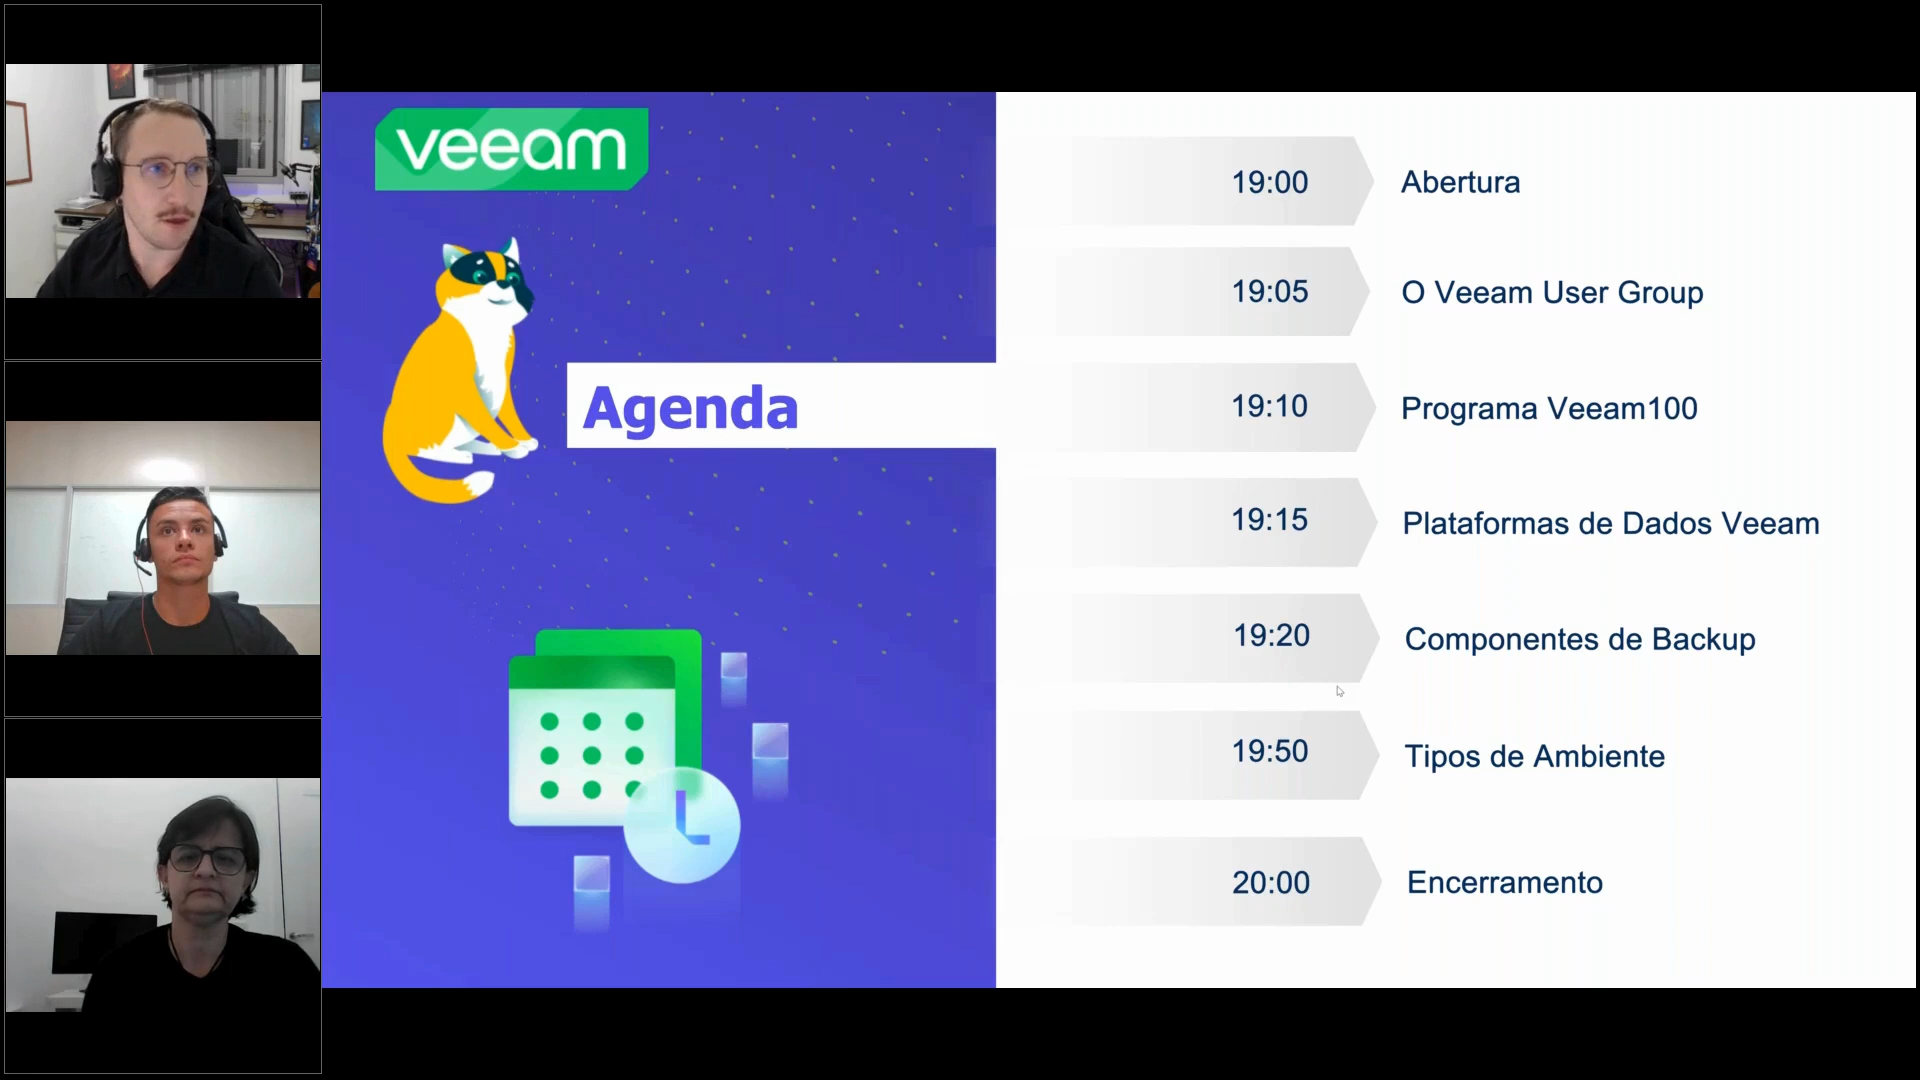 veeam
Agenda
19:00 Abertura
19:05 O Veeam User Group
19:10 Programa Veeam100
19:15 Plataformas de Dados Veeam
19:20 Componentes de Backup
19:50 Tipos de Ambiente
20:00 Encerramento